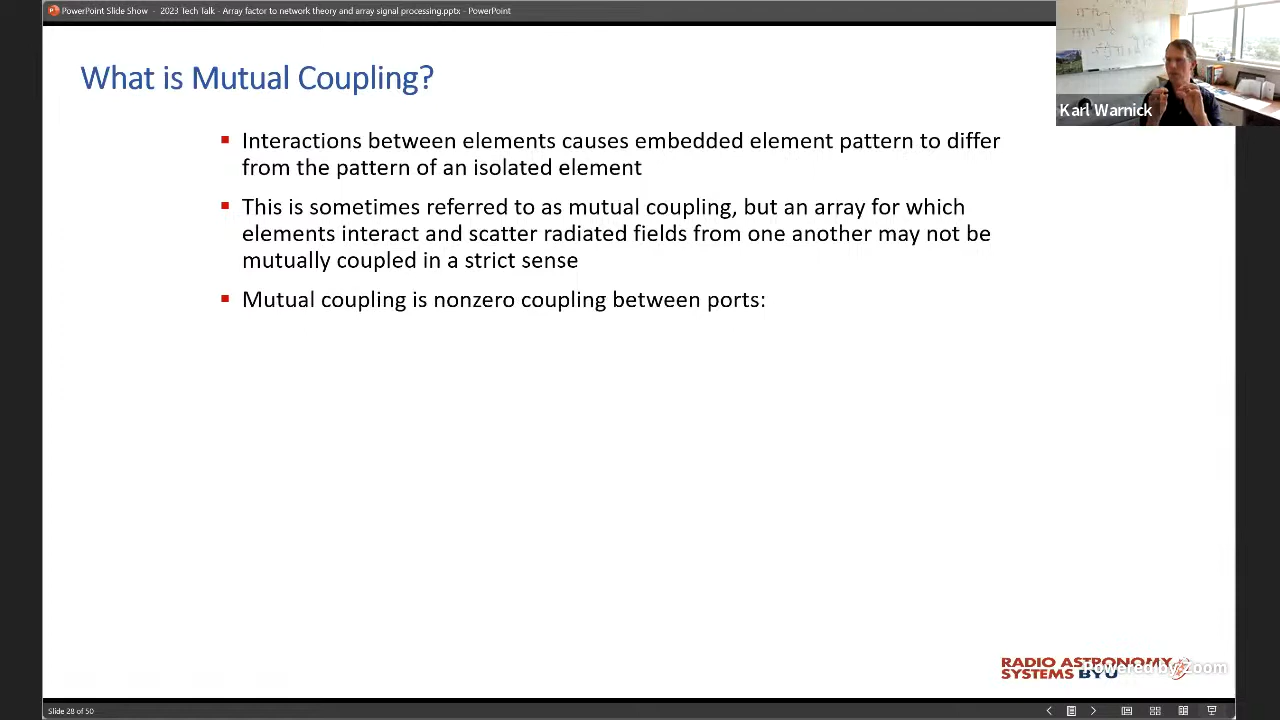 PowerPoint Slide Show - 2023 Tech Talk - Array factor to network theory and array signal processing.pptx - PowerPoint
What is Mutual Coupling?
Karl Warnick
Interactions between elements causes embedded element pattern to differ
from the pattern of an isolated element
This is sometimes referred to as mutual coupling, but an array for which
elements interact and scatter radiated fields from one another may not be
mutually coupled in a strict sense
Mutual coupling is nonzero coupling between ports:
RADIO ASTRONOMY
SYSTEMS BYU
Powered by Zoom
Slide 28 of 50